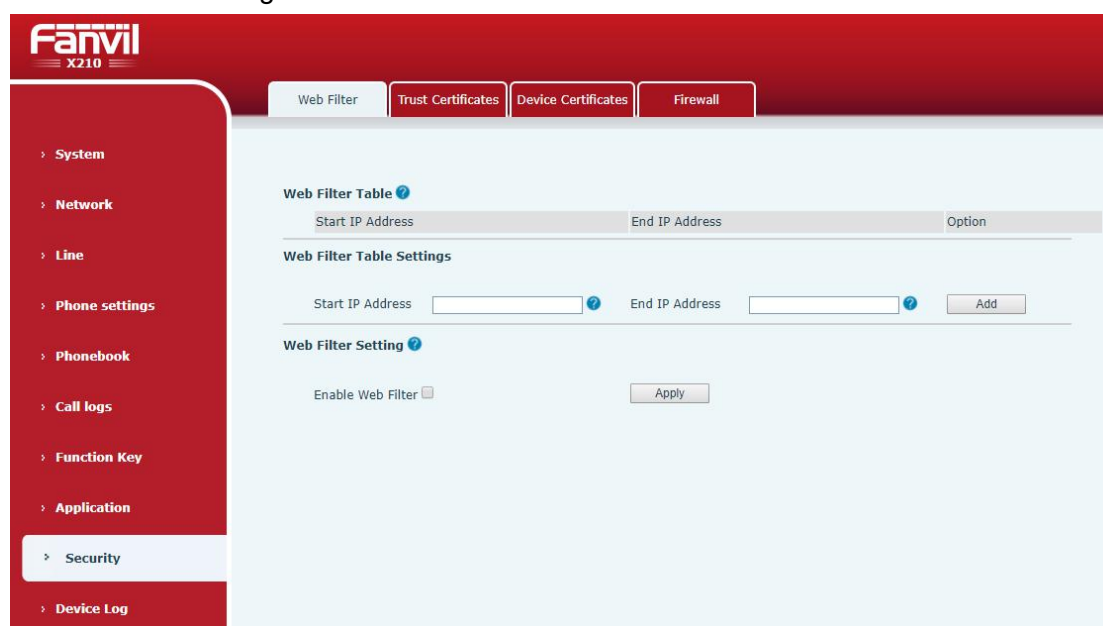 Fanvil
X210
Web Filter Trust Certificates Device Certificates Firewall
› System
› Network
› Line
› Phone settings
› Phonebook
› Call logs
› Function Key
› Application
› Security
› Device Log
Web Filter Table ?
Start IP Address End IP Address Option
Web Filter Table Settings
Start IP Address ? End IP Address ? Add
Web Filter Setting ?
Enable Web Filter Apply